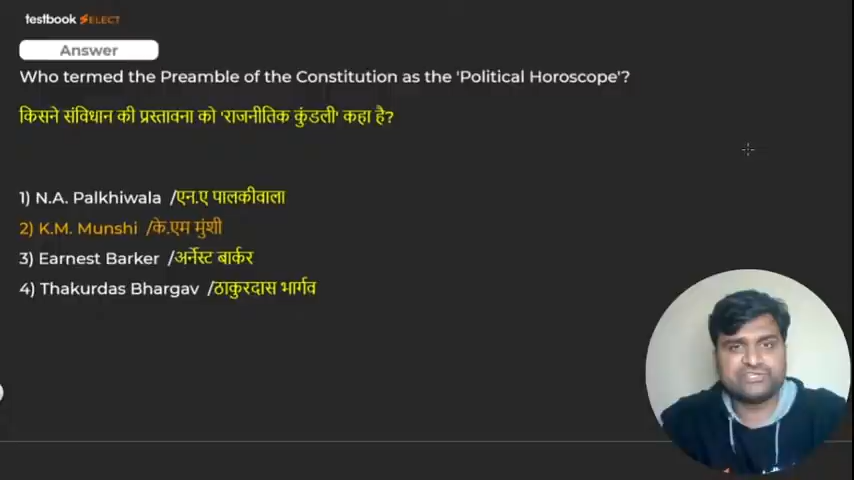 testbook SELECT
Answer
Who termed the Preamble of the Constitution as the 'Political Horoscope'?
किसने संविधान की प्रस्तावना को 'राजनीतिक कुंडली' कहा है?
1) N.A. Palkhiwala /एन.ए पालकीवाला
2) K.M. Munshi /के.एम मुंशी
3) Earnest Barker /अर्नेस्ट बार्कर
4) Thakurdas Bhargav /ठाकुरदास भार्गव